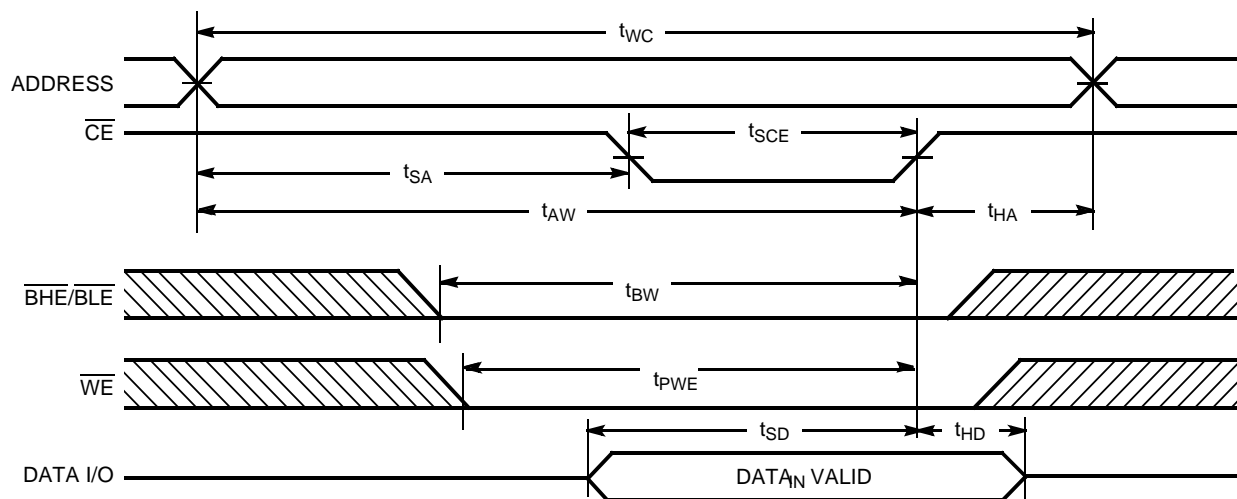 tWC
ADDRESS
CE
tSCE
tSA
tAW
tHA
BHE/BLE
tBW
WE
tPWE
tSD
tHD
DATA I/O
DATAIN VALID